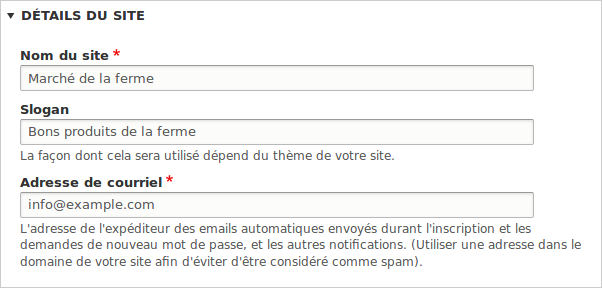 DÉTAILS DU SITE
Nom du site *
Marché de la ferme
Slogan
Bons produits de la ferme
La façon dont cela sera utilisé dépend du thème de votre site.
Adresse de courriel *
info@example.com
L'adresse de l'expéditeur des emails automatiques envoyés durant l'inscription et les
demandes de nouveau mot de passe, et les autres notifications. (Utiliser une adresse dans le
domaine de votre site afin d'éviter d'être considéré comme spam).